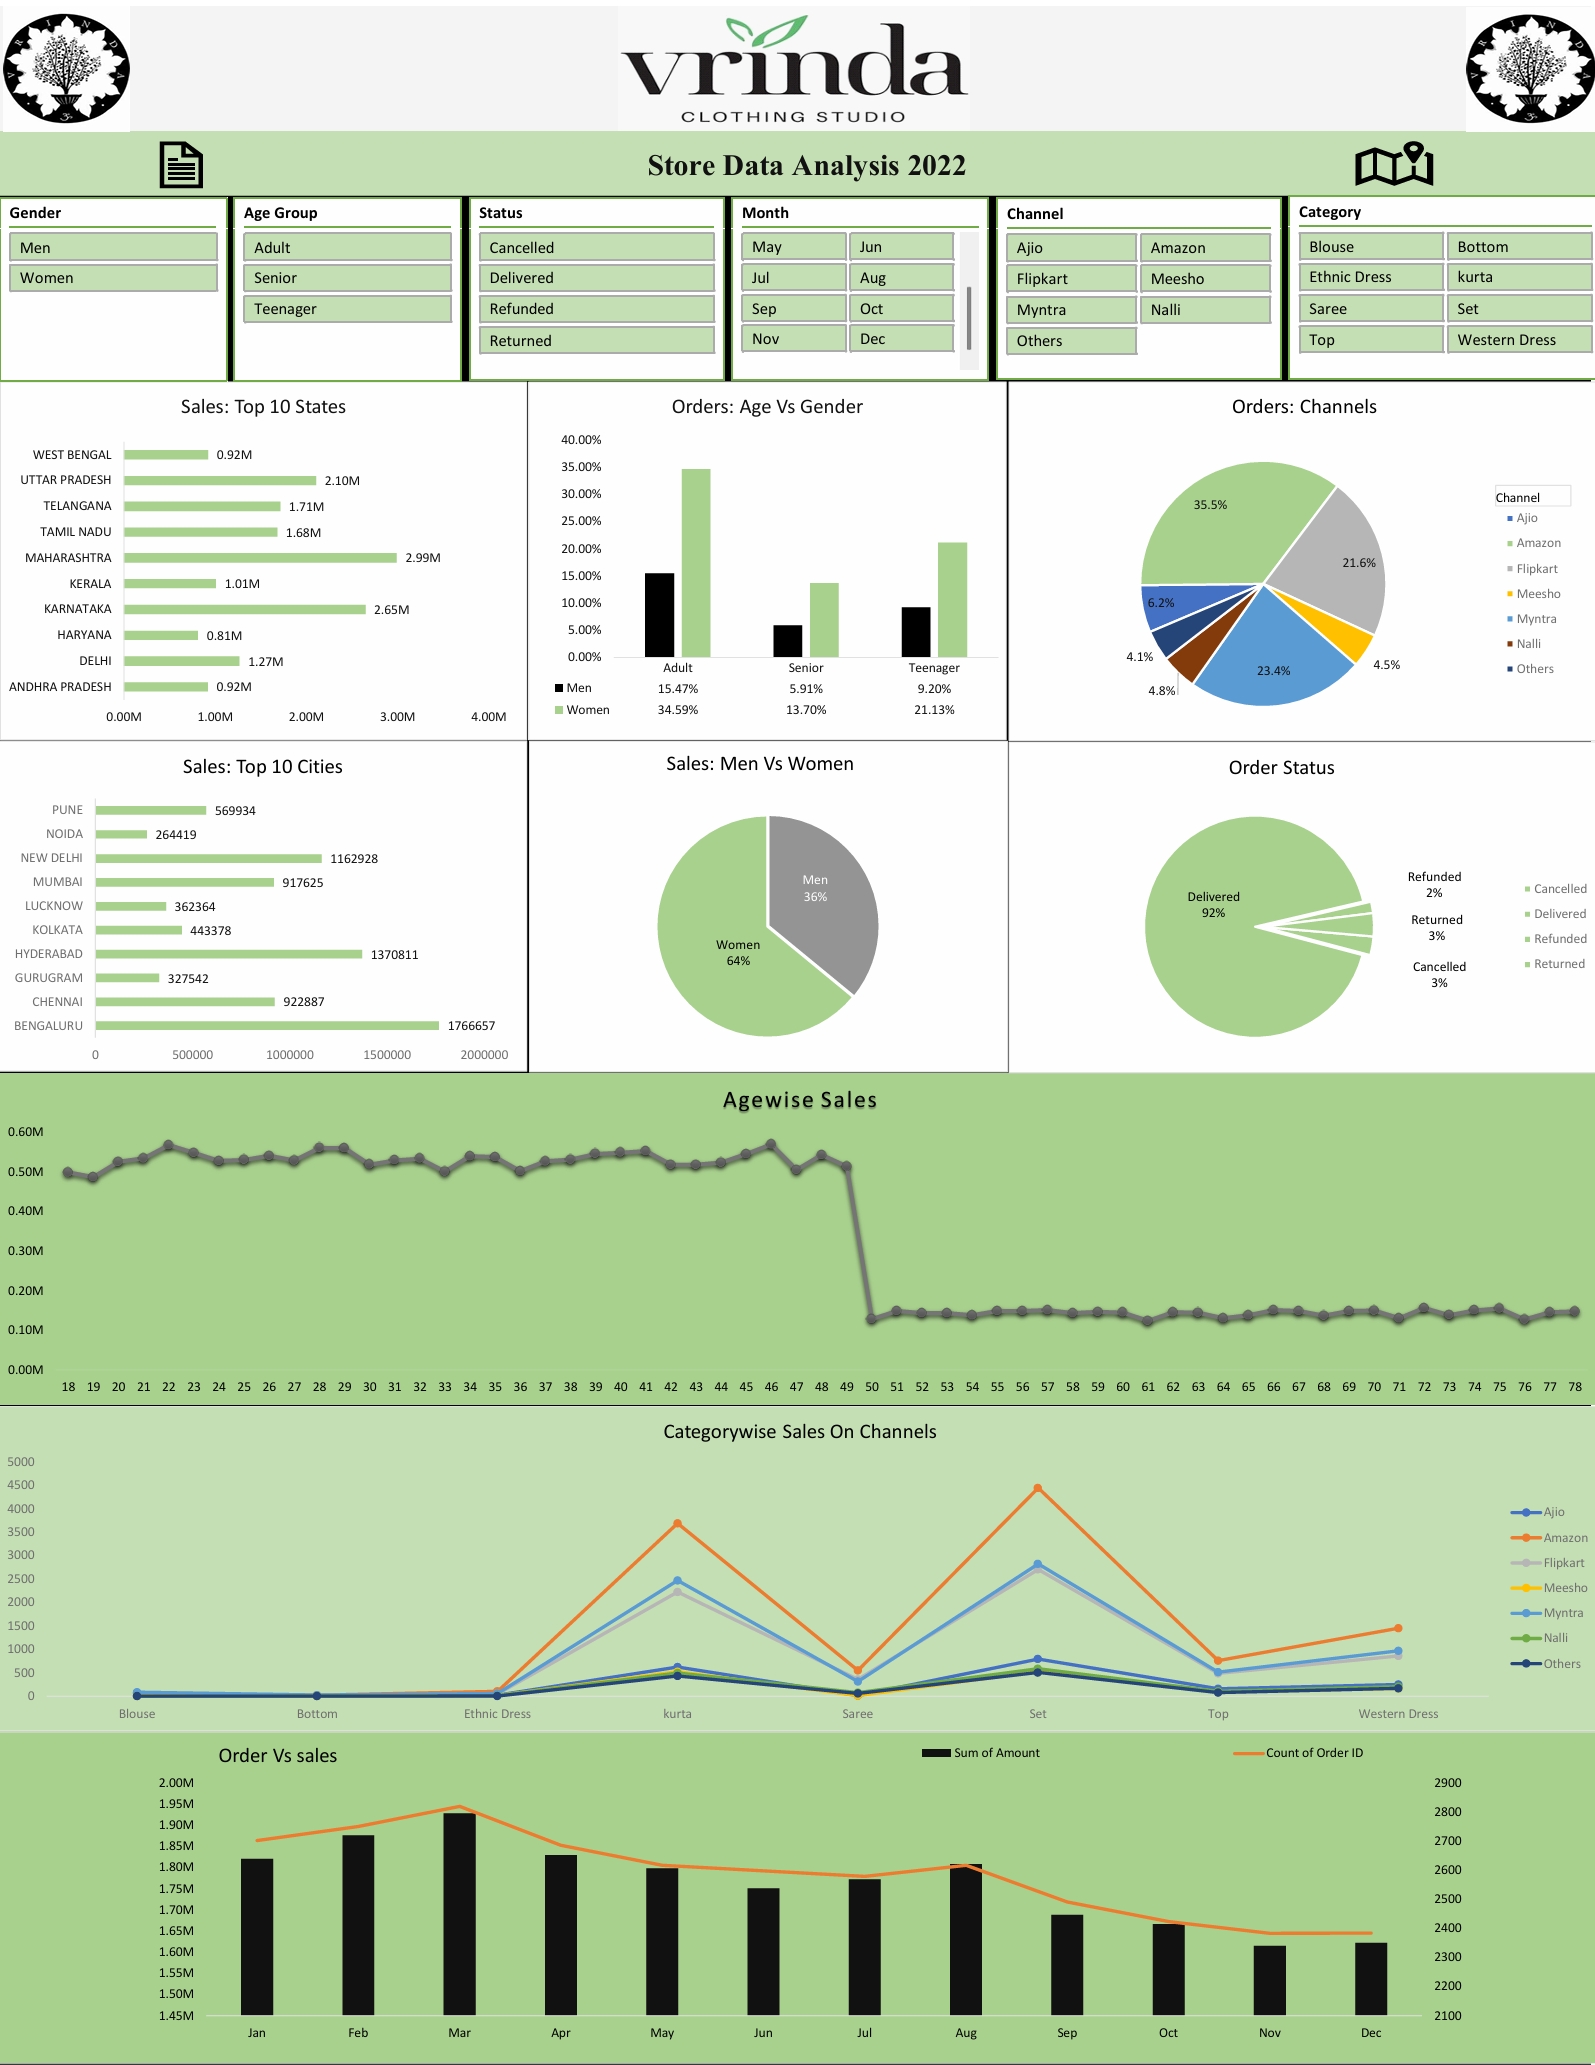 V R I N D A
vrinda
CLOTHING STUDIO
V R I N D A
Store Data Analysis 2022
Gender
Men
Women
Age Group
Adult
Senior
Teenager
Status
Cancelled
Delivered
Refunded
Returned
Month
May Jun
Jul Aug
Sep Oct
Nov Dec
Channel
Ajio Amazon
Flipkart Meesho
Myntra Nalli
Others
Category
Blouse Bottom
Ethnic Dress kurta
Saree Set
Top Western Dress
Sales: Top 10 States
WEST BENGAL 0.92M
UTTAR PRADESH 2.10M
TELANGANA 1.71M
TAMIL NADU 1.68M
MAHARASHTRA 2.99M
KERALA 1.01M
KARNATAKA 2.65M
HARYANA 0.81M
DELHI 1.27M
ANDHRA PRADESH 0.92M
0.00M 1.00M 2.00M 3.00M 4.00M
Orders: Age Vs Gender
40.00%
35.00%
30.00%
25.00%
20.00%
15.00%
10.00%
5.00%
0.00%
Adult Senior Teenager
Men 15.47% 5.91% 9.20%
Women 34.59% 13.70% 21.13%
Orders: Channels
35.5%
21.6%
6.2%
4.1%
4.8%
23.4%
4.5%
Channel
Ajio
Amazon
Flipkart
Meesho
Myntra
Nalli
Others
Sales: Top 10 Cities
PUNE 569934
NOIDA 264419
NEW DELHI 1162928
MUMBAI 917625
LUCKNOW 362364
KOLKATA 443378
HYDERABAD 1370811
GURUGRAM 327542
CHENNAI 922887
BENGALURU 1766657
0 500000 1000000 1500000 2000000
Sales: Men Vs Women
Men
36%
Women
64%
Order Status
Delivered
92%
Refunded
2%
Returned
3%
Cancelled
3%
Cancelled
Delivered
Refunded
Returned
Agewise Sales
0.60M
0.50M
0.40M
0.30M
0.20M
0.10M
0.00M
18 19 20 21 22 23 24 25 26 27 28 29 30 31 32 33 34 35 36 37 38 39 40 41 42 43 44 45 46 47 48 49 50 51 52 53 54 55 56 57 58 59 60 61 62 63 64 65 66 67 68 69 70 71 72 73 74 75 76 77 78
Categorywise Sales On Channels
5000
4500
4000
3500
3000
2500
2000
1500
1000
500
0
Blouse Bottom Ethnic Dress kurta Saree Set Top Western Dress
Ajio
Amazon
Flipkart
Meesho
Myntra
Nalli
Others
Order Vs sales
Sum of Amount Count of Order ID
2.00M
1.95M
1.90M
1.85M
1.80M
1.75M
1.70M
1.65M
1.60M
1.55M
1.50M
1.45M
2900
2800
2700
2600
2500
2400
2300
2200
2100
Jan Feb Mar Apr May Jun Jul Aug Sep Oct Nov Dec